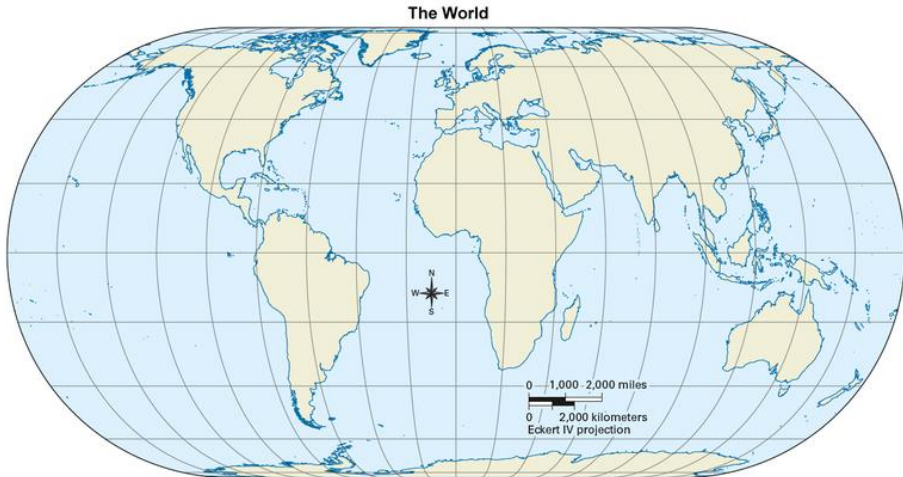 The World
N
W E
S
0 1,000 2,000 miles
0 2,000 kilometers
Eckert IV projection